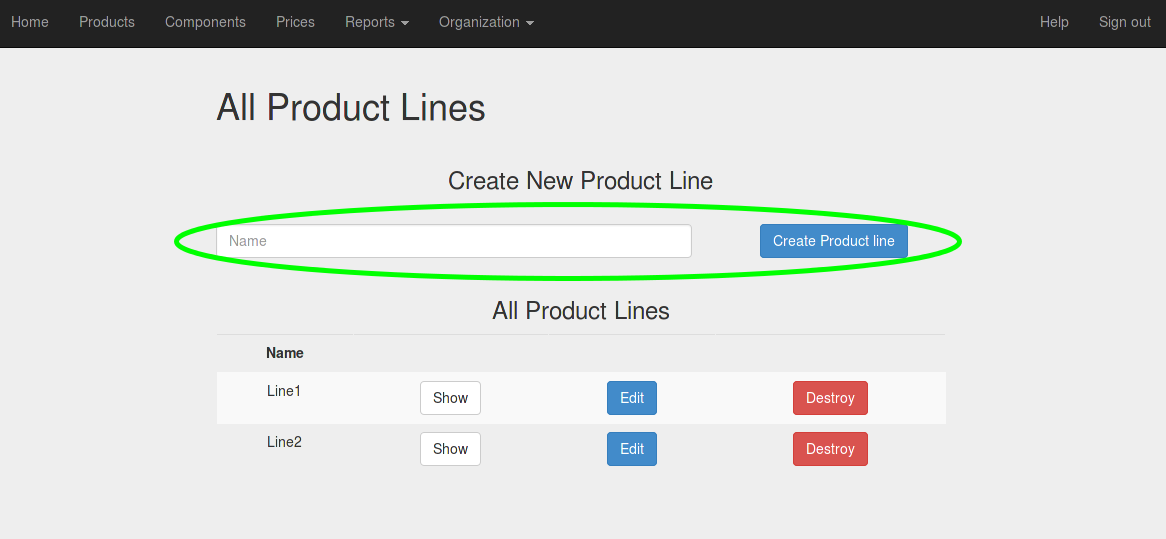 Home Products Components Prices Reports Organization Help Sign out
All Product Lines
Create New Product Line
Name Create Product line
All Product Lines
Name
Line1 Show Edit Destroy
Line2 Show Edit Destroy